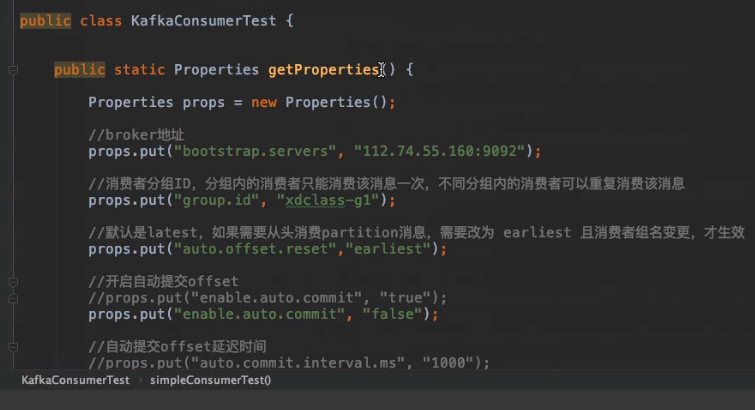 public class KafkaConsumerTest {
public static Properties getProperties() {
Properties props = new Properties();
//broker地址
props.put("bootstrap.servers", "112.74.55.160:9092");
//消费者分组ID，分组内的消费者只能消费该消息一次，不同分组内的消费者可以重复消费该消息
props.put("group.id", "xdclass-g1");
//默认是latest，如果需要从头消费partition消息，需要改为 earliest 且消费者组名变更，才生效
props.put("auto.offset.reset","earliest");
//开启自动提交offset
//props.put("enable.auto.commit", "true");
props.put("enable.auto.commit", "false");
//自动提交offset延迟时间
//props.put("auto.commit.interval.ms", "1000");
KafkaConsumerTest › simpleConsumerTest()